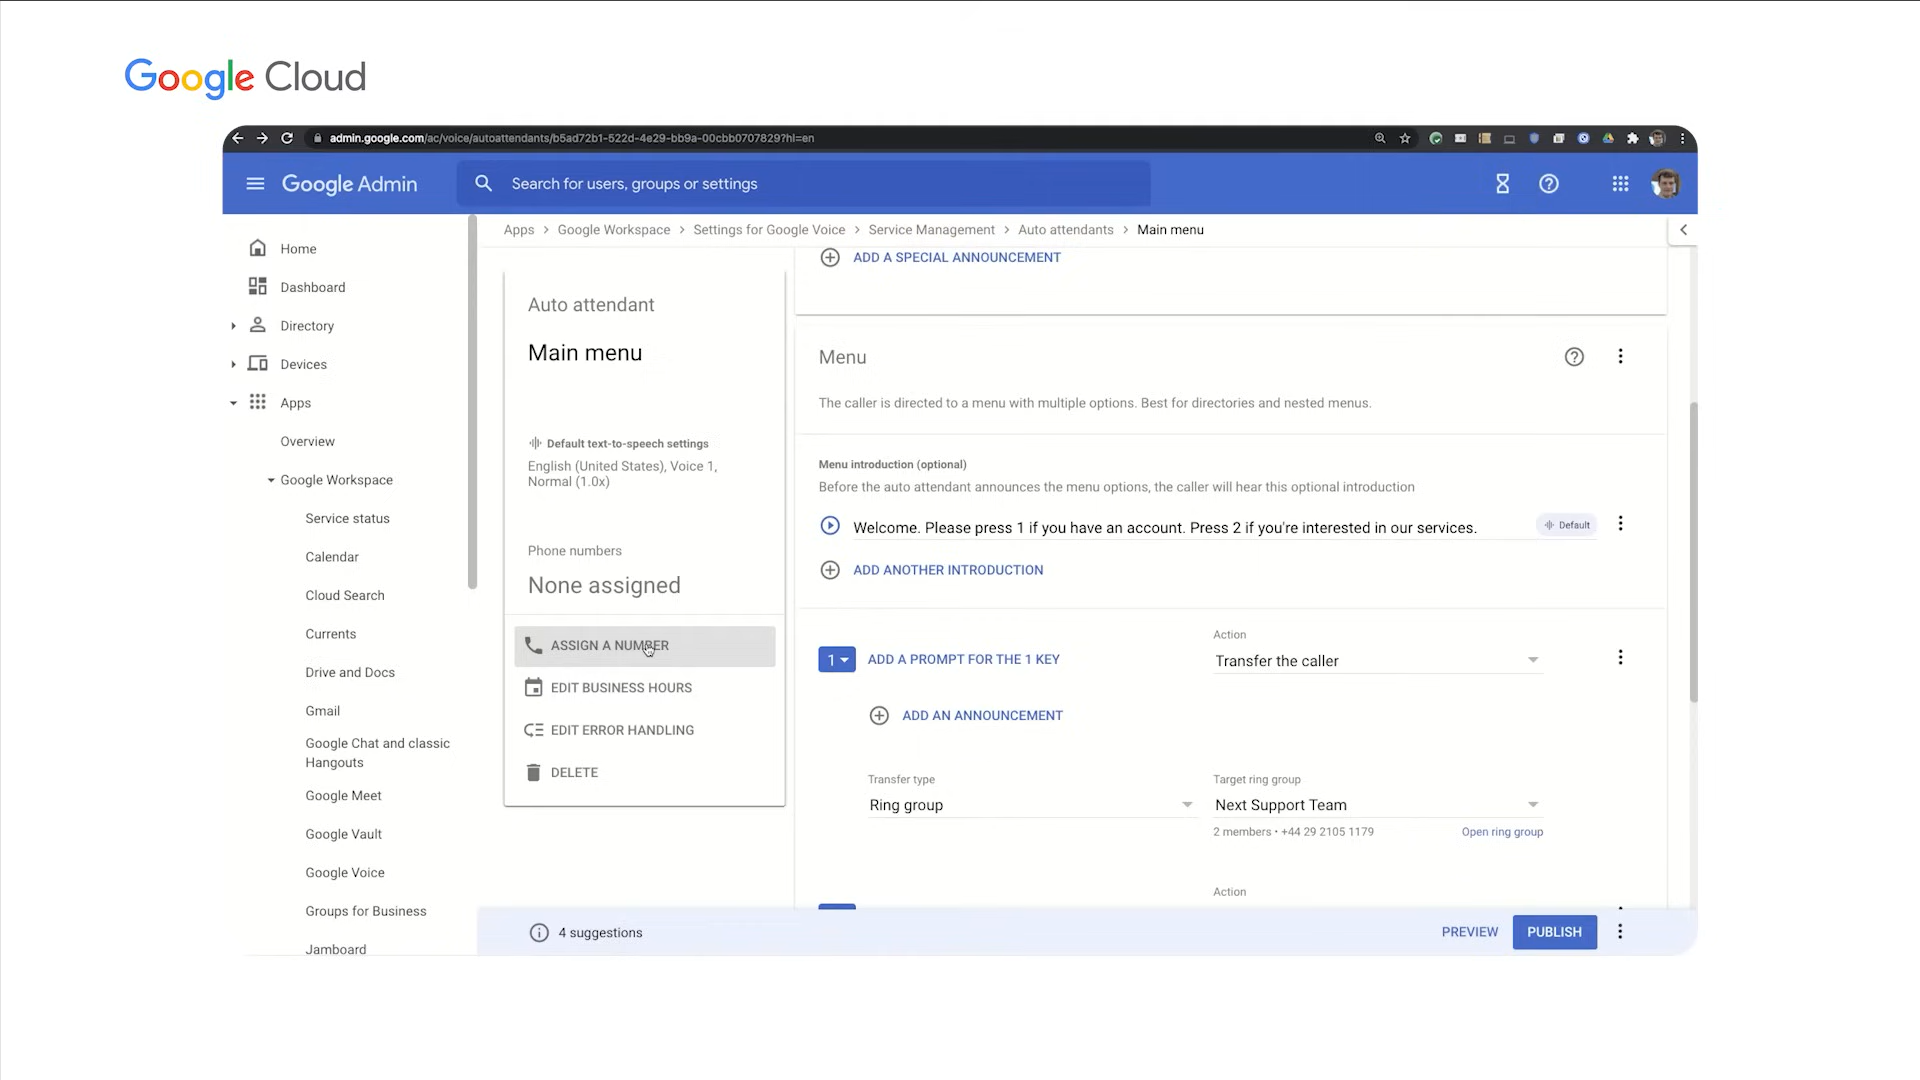 Google Cloud
admin.google.com/ac/voice/autoattendants/b5ad72b1-522d-4e29-bb9a-00cbb0707829?hl=en
Google Admin
Search for users, groups or settings
Home
Dashboard
Directory
Devices
Apps
Overview
Google Workspace
Service status
Calendar
Cloud Search
Currents
Drive and Docs
Gmail
Google Chat and classic
Hangouts
Google Meet
Google Vault
Google Voice
Groups for Business
Jamboard
Apps > Google Workspace > Settings for Google Voice > Service Management > Auto attendants > Main menu
Auto attendant
Main menu
Default text-to-speech settings
English (United States), Voice 1,
Normal (1.0x)
Phone numbers
None assigned
ASSIGN A NUMBER
EDIT BUSINESS HOURS
EDIT ERROR HANDLING
DELETE
ADD A SPECIAL ANNOUNCEMENT
Menu
The caller is directed to a menu with multiple options. Best for directories and nested menus.
Menu introduction (optional)
Before the auto attendant announces the menu options, the caller will hear this optional introduction
Welcome. Please press 1 if you have an account. Press 2 if you're interested in our services.
Default
ADD ANOTHER INTRODUCTION
1
ADD A PROMPT FOR THE 1 KEY
Action
Transfer the caller
ADD AN ANNOUNCEMENT
Transfer type
Ring group
Target ring group
Next Support Team
2 members • +44 29 2105 1179
Open ring group
Action
4 suggestions
PREVIEW
PUBLISH